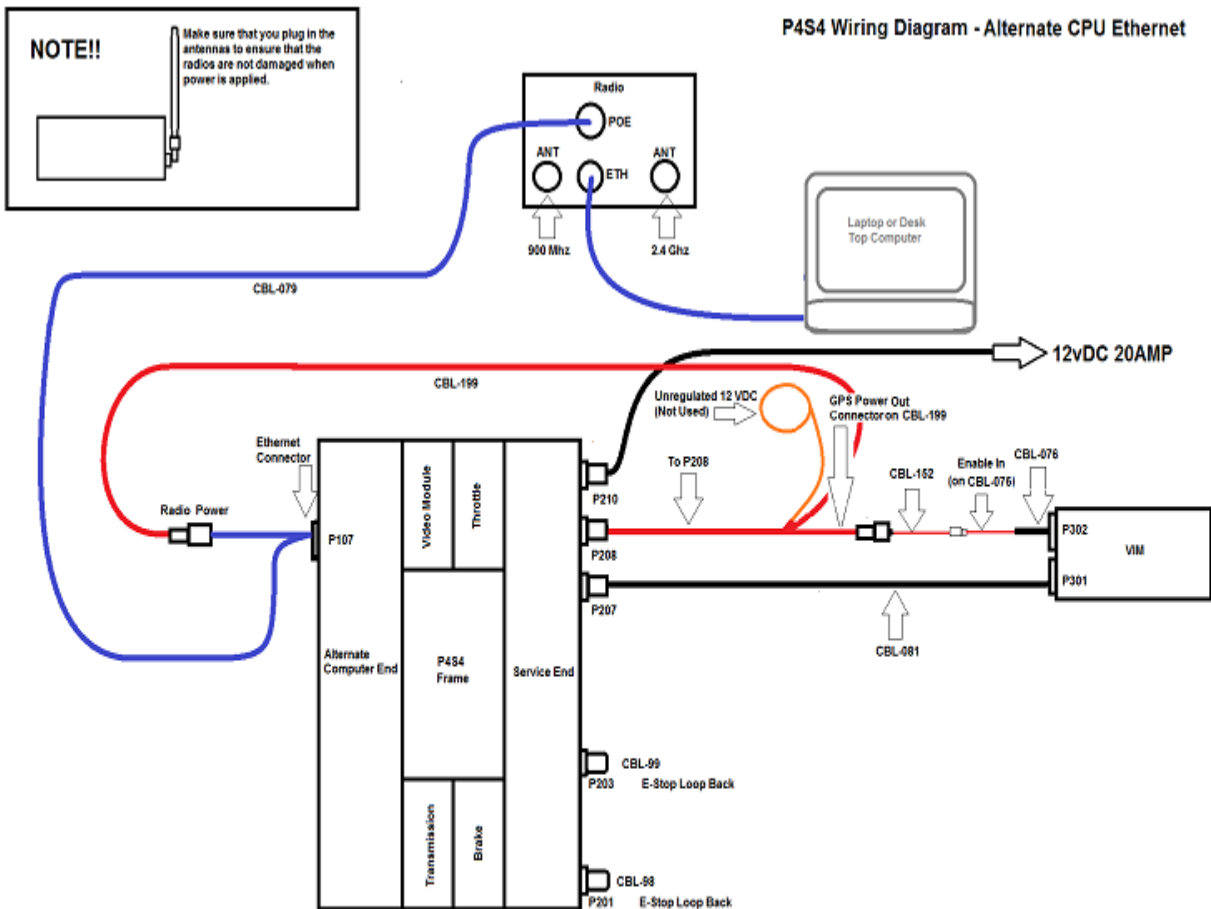 P4S4 Wiring Diagram - Alternate CPU Ethernet
NOTE!!
Make sure that you plug in the
antennas to ensure that the
radios are not damaged when
power is applied.
Radio
POE
ANT
ANT
ETH
900 Mhz
2.4 Ghz
Laptop or Desk
Top Computer
CBL-079
12vDC 20AMP
CBL-199
Unregulated 12 VDC
(Not Used)
GPS Power Out
Connector on CBL-199
Ethernet
Connector
To P208
CBL-152
Enable In
(on CBL-076i
CBL-076
Radio Power
P107
Video Module
Throttle
P210
P208
P207
P302
VIM
P301
CBL-081
Alternate
Computer End
P4S4
Frame
Service End
CBL-99
P203
E-Stop Loop Back
Transmission
Brake
CBL-98
P201
E-Stop Loop Back